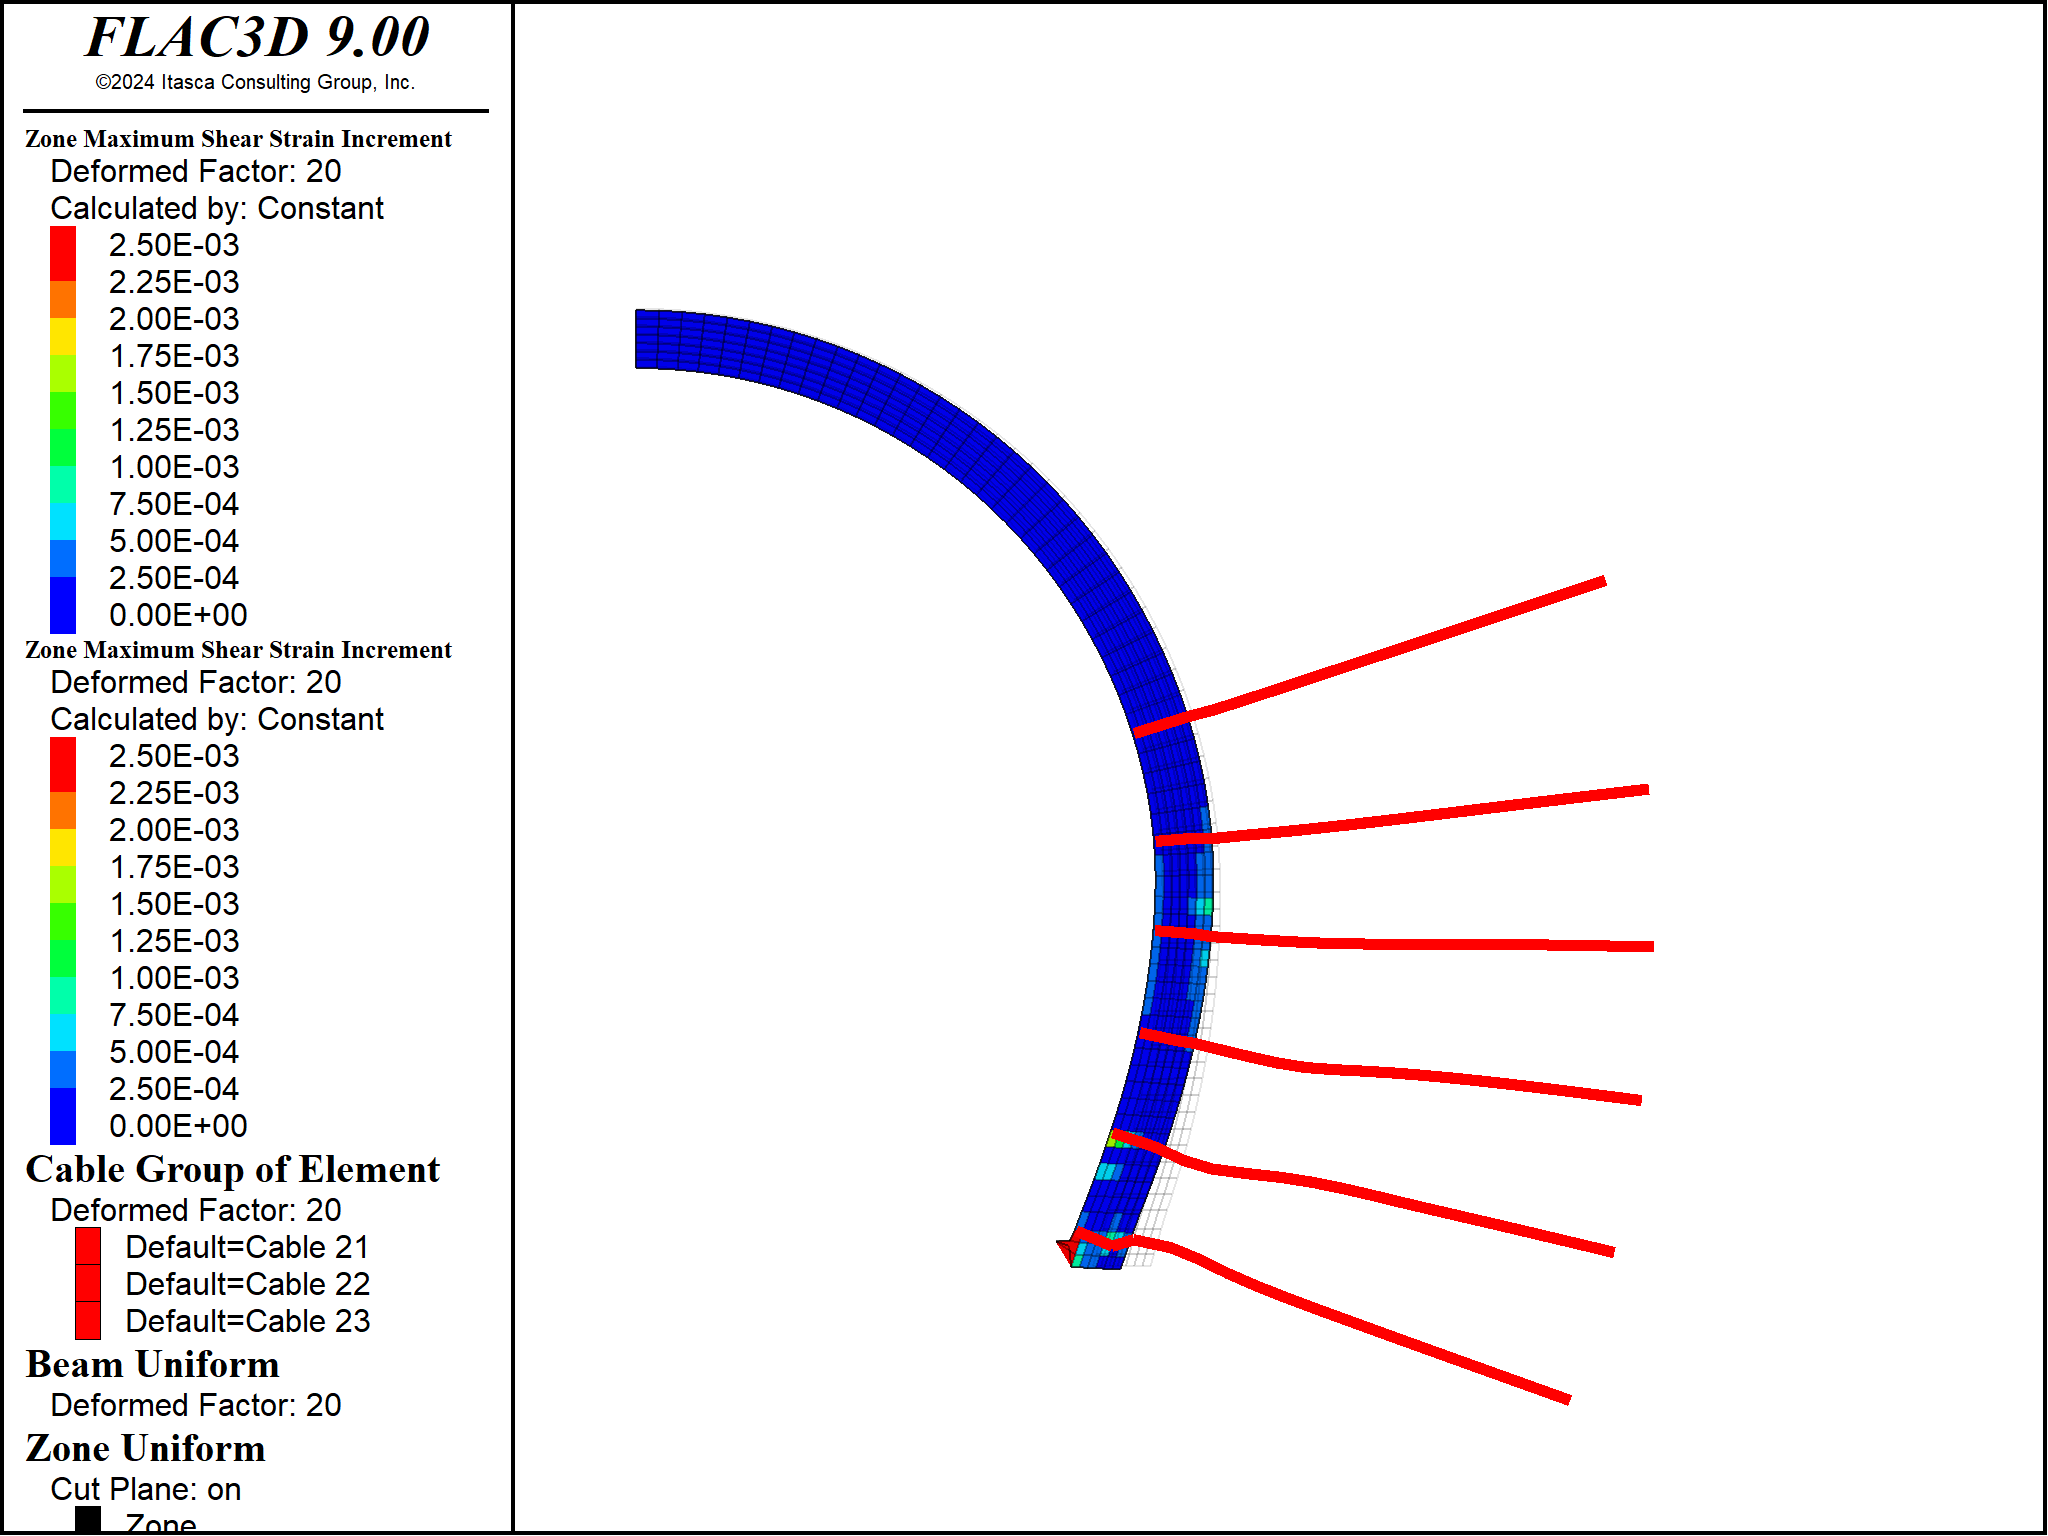 FLAC3D 9.00
©2024 Itasca Consulting Group, Inc.
Zone Maximum Shear Strain Increment
Deformed Factor: 20
Calculated by: Constant
2.50E-03
2.25E-03
2.00E-03
1.75E-03
1.50E-03
1.25E-03
1.00E-03
7.50E-04
5.00E-04
2.50E-04
0.00E+00
Zone Maximum Shear Strain Increment
Deformed Factor: 20
Calculated by: Constant
2.50E-03
2.25E-03
2.00E-03
1.75E-03
1.50E-03
1.25E-03
1.00E-03
7.50E-04
5.00E-04
2.50E-04
0.00E+00
Cable Group of Element
Deformed Factor: 20
Default=Cable 21
Default=Cable 22
Default=Cable 23
Beam Uniform
Deformed Factor: 20
Zone Uniform
Cut Plane: on
Zone